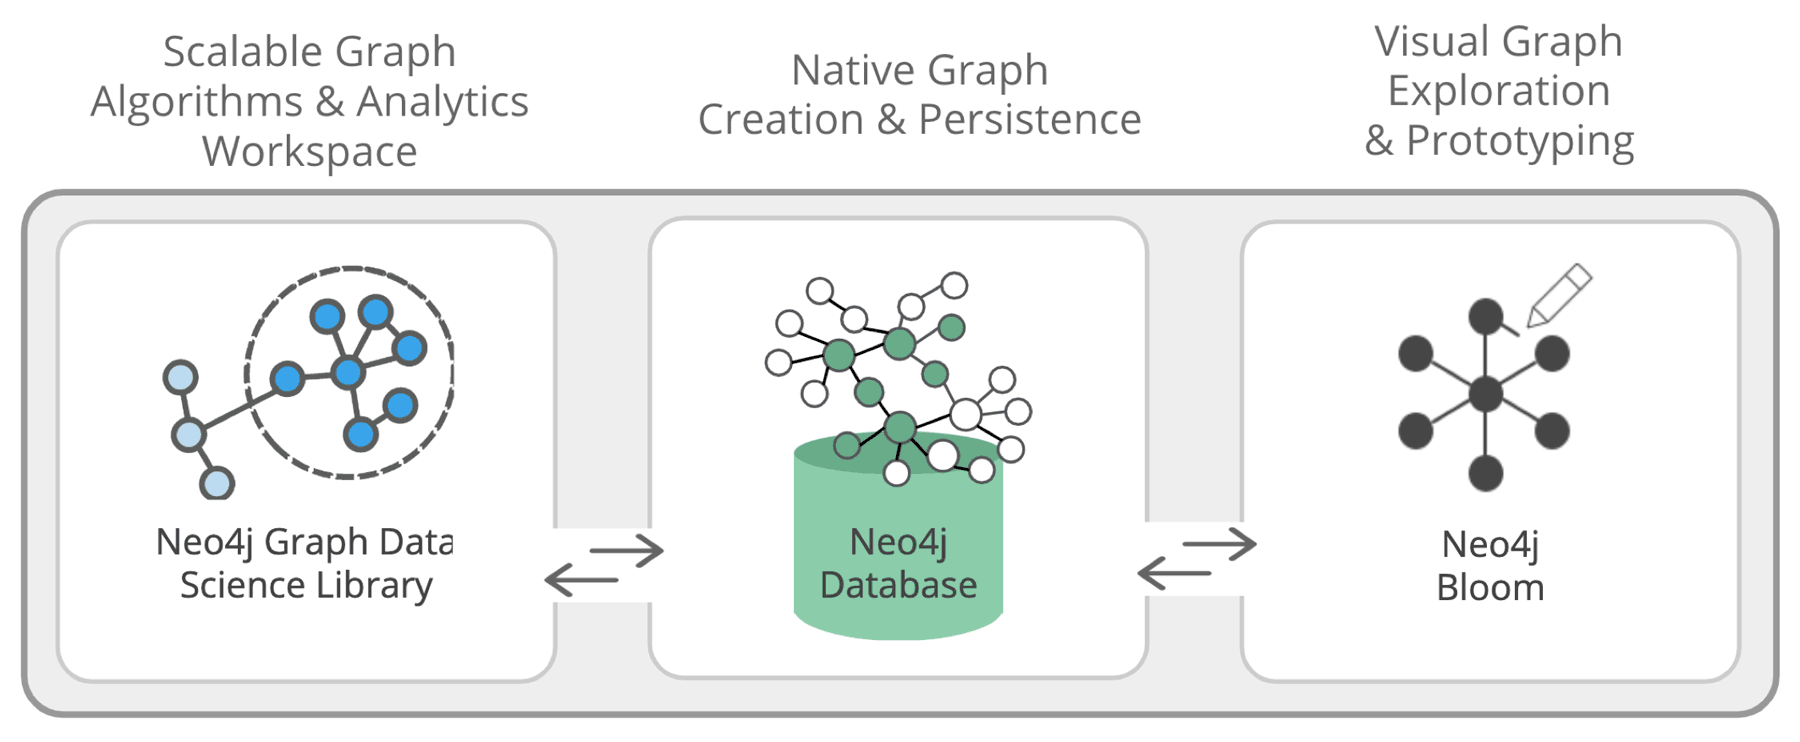 Scalable Graph
Algorithms & Analytics
Workspace
Native Graph
Creation & Persistence
Visual Graph
Exploration
& Prototyping
Neo4j Graph Data
Science Library
Neo4j
Database
Neo4j
Bloom